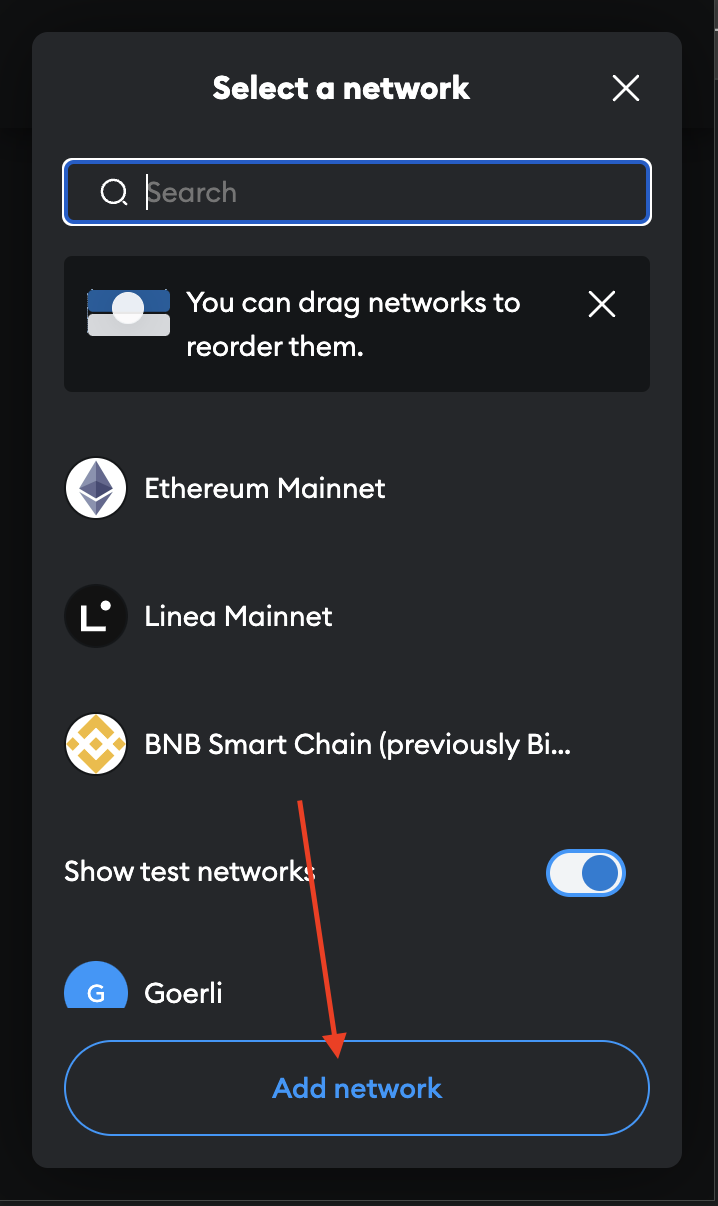 Select a network
Search
You can drag networks to
reorder them.
Ethereum Mainnet
Linea Mainnet
BNB Smart Chain (previously Bi...
Show test networks
G
Goerli
Add network